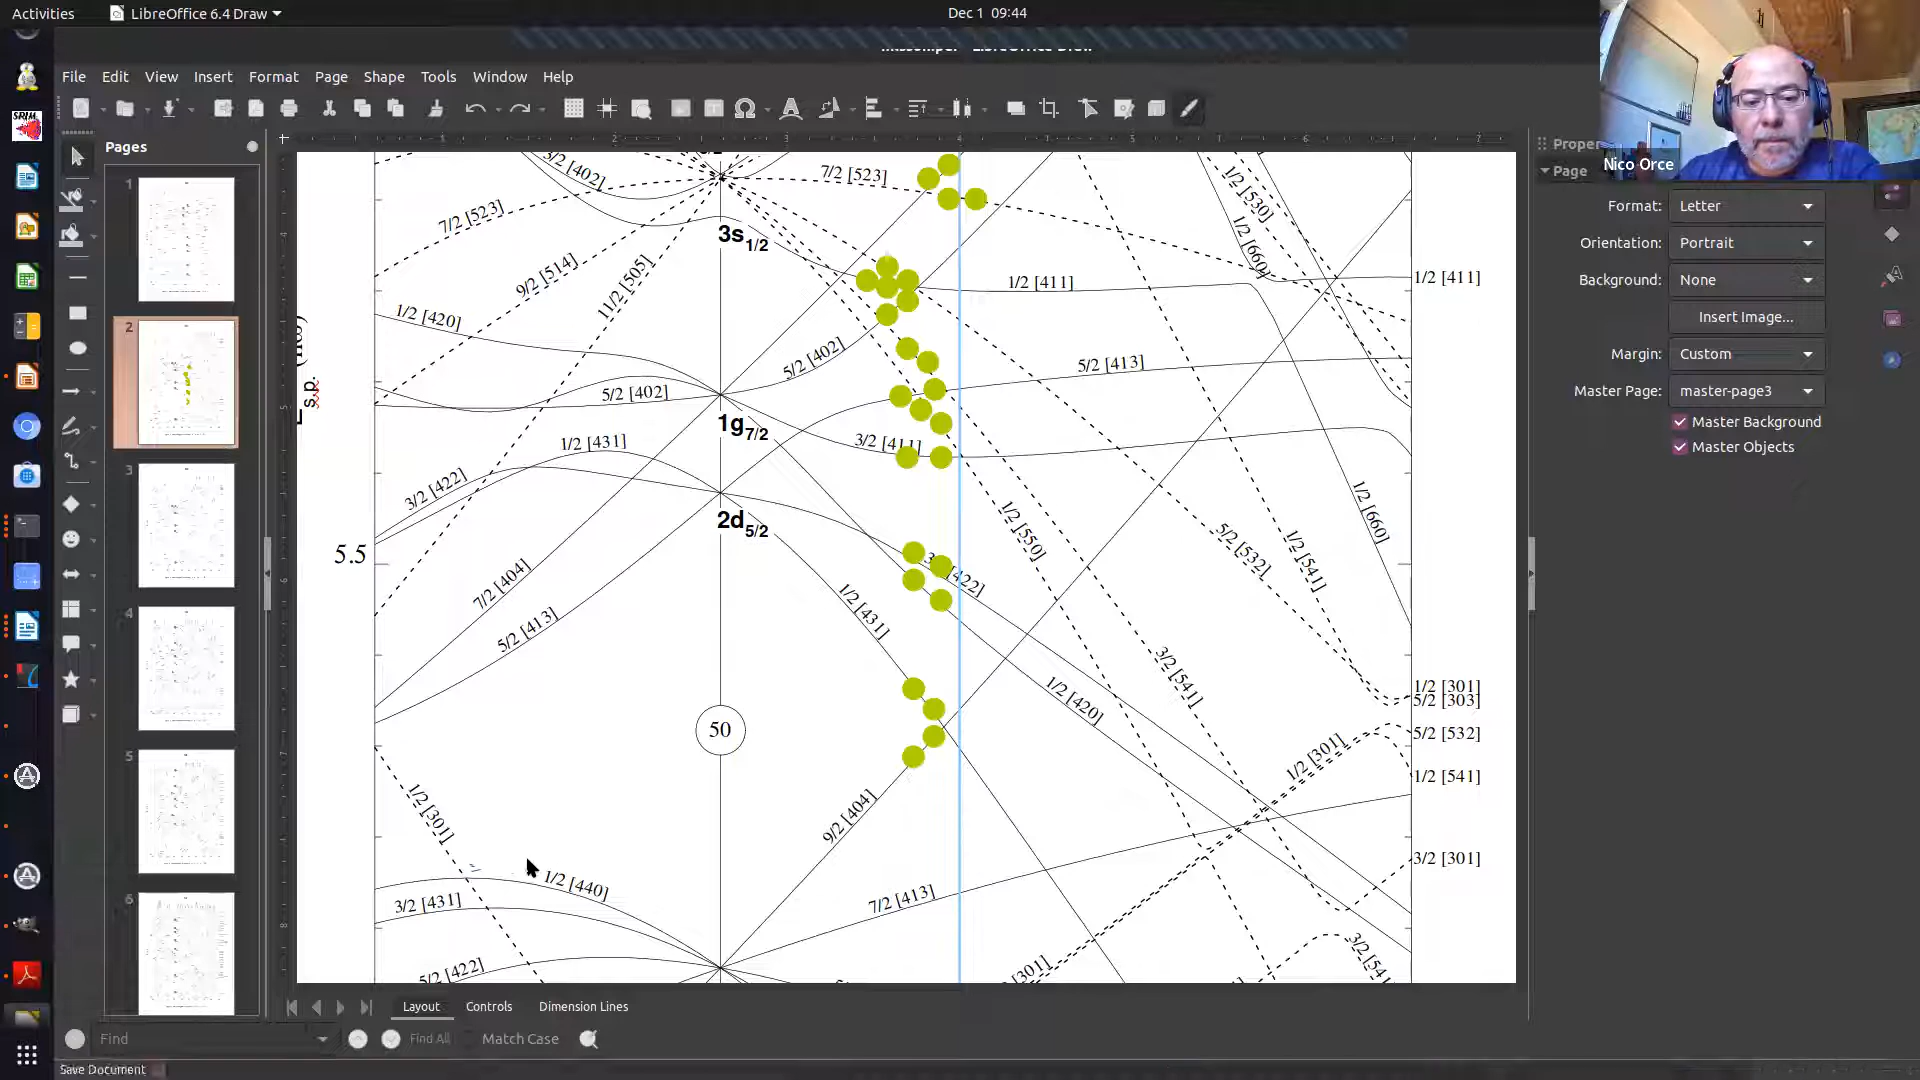 Activities
LibreOffice 6.4 Draw
Dec 1 09:44
File Edit View Insert Format Page Shape Tools Window Help
Nico Orce
Pages
1
2
3
4
5
6
2 3 4 5 6 7
Page
Format: Letter
Orientation: Portrait
Background: None
Insert Image...
Margin: Custom
Master Page: master-page3
Master Background
Master Objects
SRIM
3/2 [402]
7/2 [523]
7/2 [523]
9/2 [514]
11/2 [505]
3s1/2
1/2 [530]
1/2 [660]
1/2 [411]
1/2 [411]
1/2 [420]
5/2 [402]
5/2 [402]
5/2 [413]
1g7/2
1/2 [431]
3/2 [411]
3/2 [422]
2d5/2
1/2 [660]
1/2 [550]
5/2 [532]
1/2 [541]
5.5
s.p.
7/2 [404]
5/2 [413]
1/2 [431]
[422]
3/2 [541]
1/2 [420]
1/2 [301]
5/2 [303]
5/2 [532]
1/2 [541]
3/2 [301]
50
1/2 [301]
1/2 [301]
9/2 [404]
1/2 [440]
3/2 [431]
7/2 [413]
5/2 [422]
[301]
Layout Controls Dimension Lines
Find
Find All
Match Case
Save Document